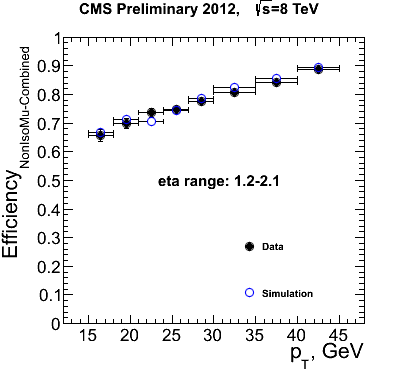 CMS Preliminary 2012, √s=8 TeV
Efficiency NonIsoMu-Combined
1
0.9
0.8
0.7
0.6
0.5
0.4
0.3
0.2
0.1
0
eta range: 1.2-2.1
Data
Simulation
15 20 25 30 35 40 45
p_T, GeV